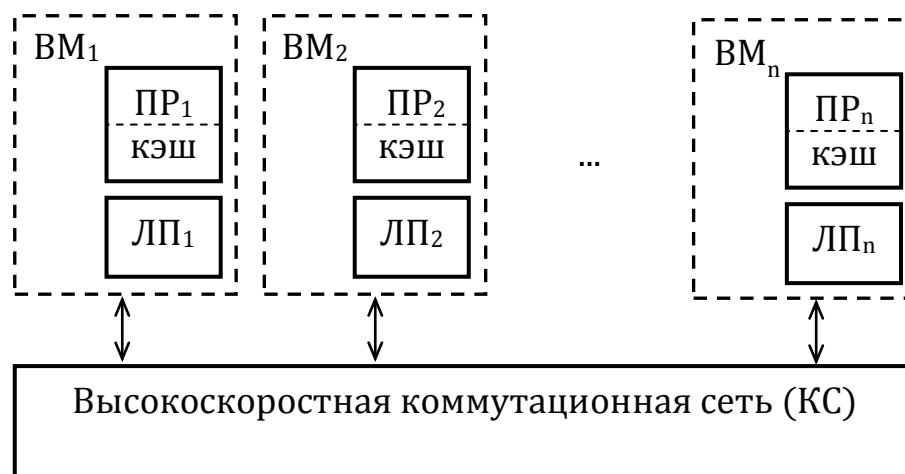 ВМ₁
ПР₁
кэш
ЛП₁
ВМ₂
ПР₂
кэш
ЛП₂
...
ВМₙ
ПРₙ
кэш
ЛПₙ
Высокоскоростная коммутационная сеть (КС)